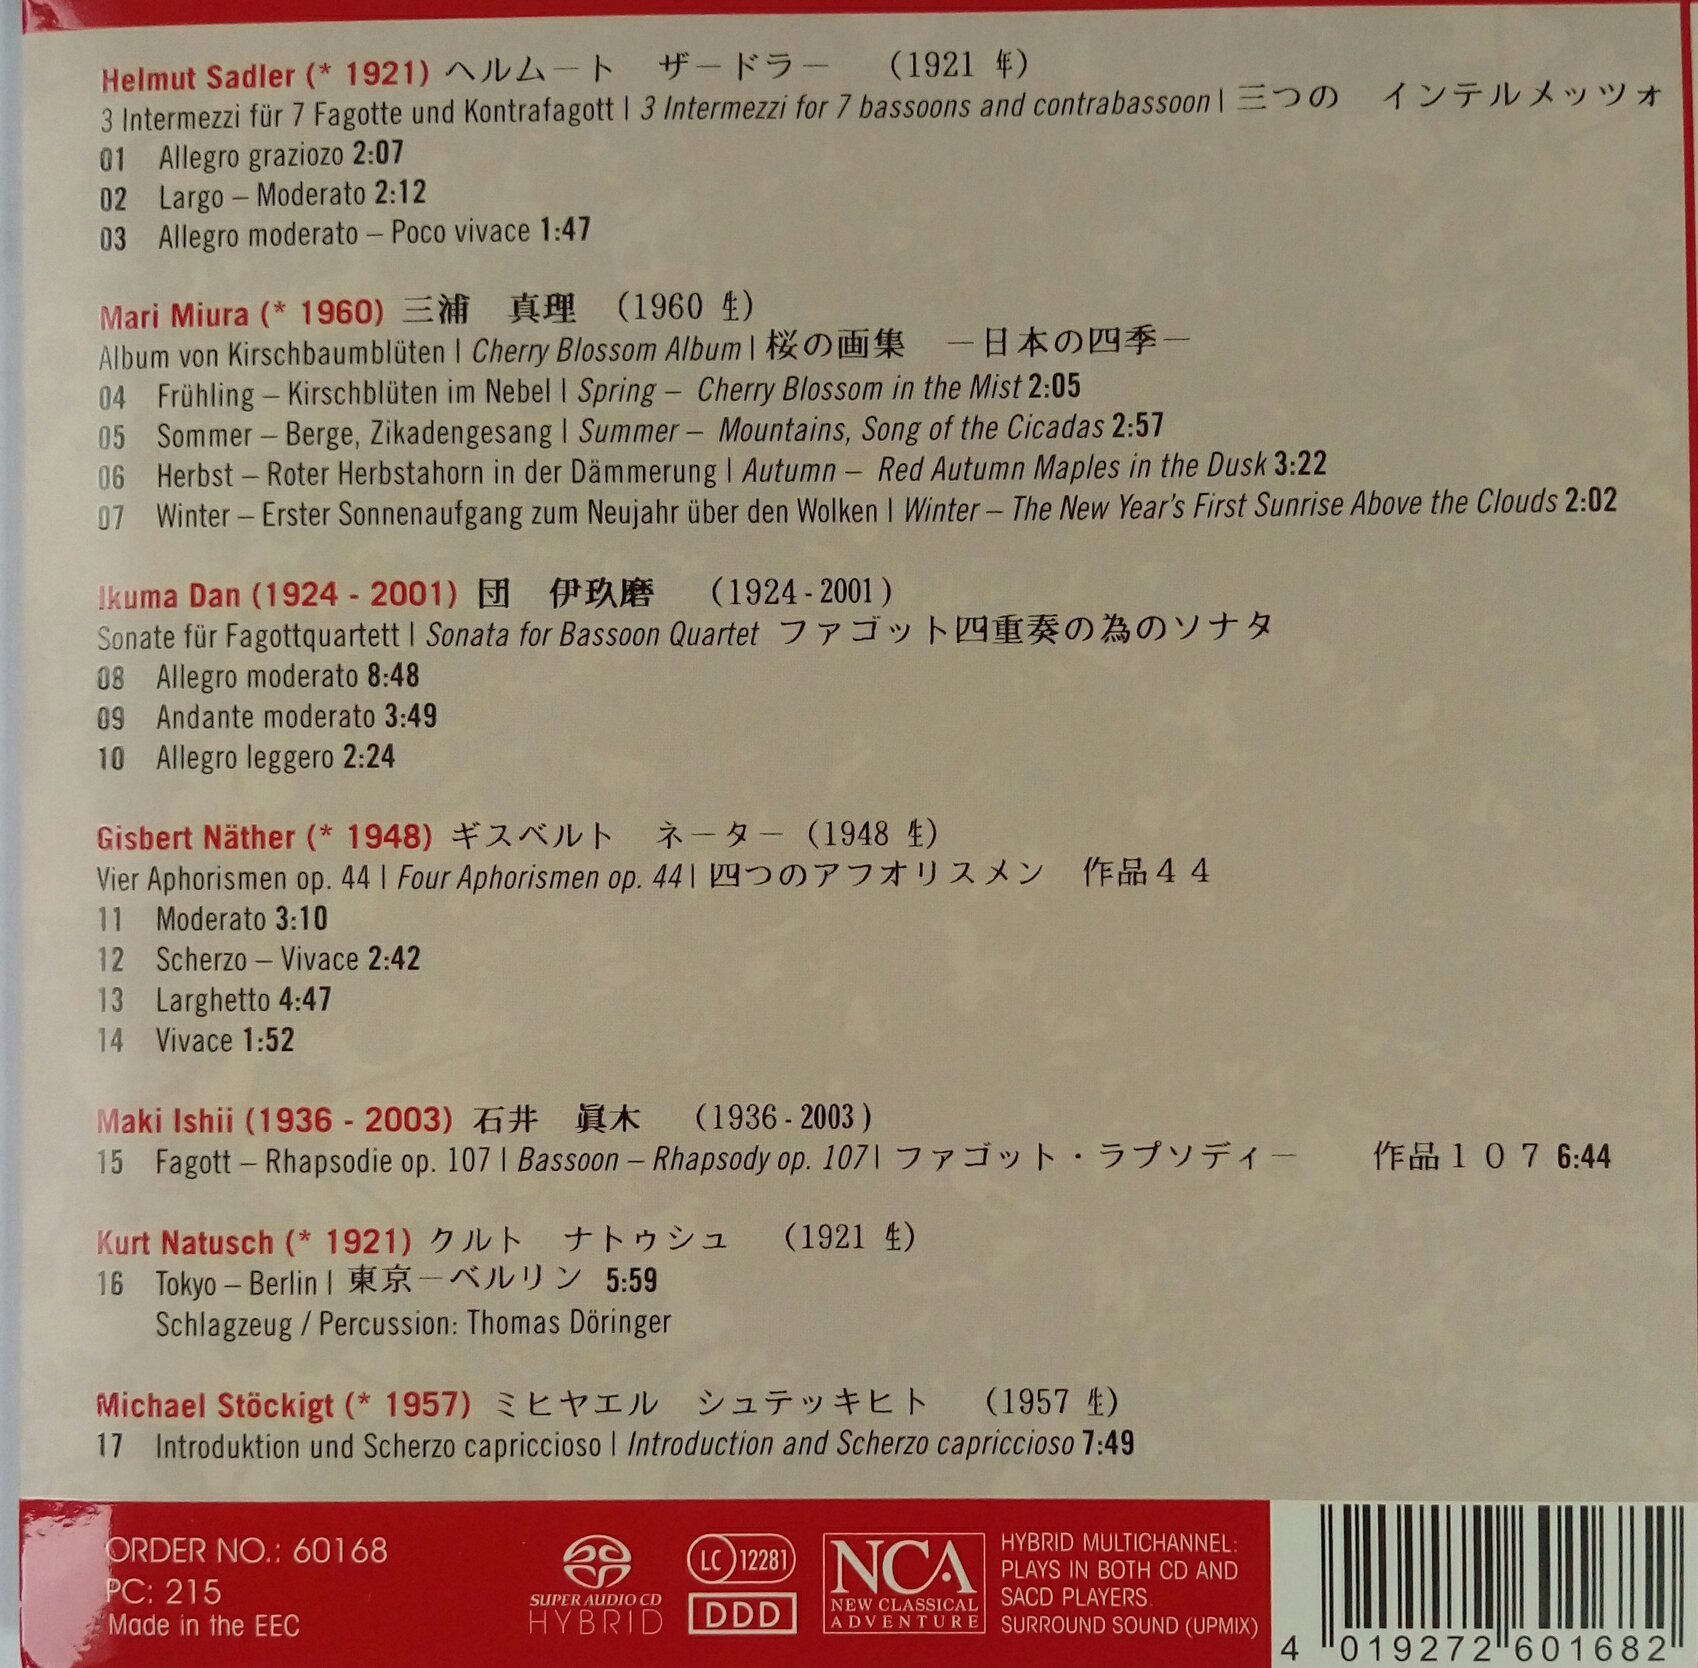 Helmut Sadler (* 1921) ヘルムート　ザードラー　（1921 年）
3 Intermezzi für 7 Fagotte und Kontrafagott | 3 Intermezzi for 7 bassoons and contrabassoon | 三つの　インテルメッツォ
01 Allegro graziozo 2:07
02 Largo – Moderato 2:12
03 Allegro moderato – Poco vivace 1:47
Mari Miura (* 1960) 三浦　真理　（1960 生）
Album von Kirschbaumblüten | Cherry Blossom Album | 桜の画集　－日本の四季－
04 Frühling – Kirschblüten im Nebel | Spring – Cherry Blossom in the Mist 2:05
05 Sommer – Berge, Zikadengesang | Summer – Mountains, Song of the Cicadas 2:57
06 Herbst – Roter Herbstahorn in der Dämmerung | Autumn – Red Autumn Maples in the Dusk 3:22
07 Winter – Erster Sonnenaufgang zum Neujahr über den Wolken | Winter – The New Year's First Sunrise Above the Clouds 2:02
Ikuma Dan (1924 - 2001) 団　伊玖磨　（1924 - 2001）
Sonate für Fagottquartett | Sonata for Bassoon Quartet ファゴット四重奏の為のソナタ
08 Allegro moderato 8:48
09 Andante moderato 3:49
10 Allegro leggero 2:24
Gisbert Näther (* 1948) ギスベルト　ネーター（1948 生）
Vier Aphorismen op. 44 | Four Aphorismen op. 44 | 四つのアフオリスメン　作品４４
11 Moderato 3:10
12 Scherzo – Vivace 2:42
13 Larghetto 4:47
14 Vivace 1:52
Maki Ishii (1936 - 2003) 石井　眞木　（1936 - 2003）
15 Fagott – Rhapsodie op. 107 | Bassoon – Rhapsody op. 107 | ファゴット・ラプソディー　作品１０７ 6:44
Kurt Natusch (* 1921) クルト　ナトゥシュ　（1921 生）
16 Tokyo – Berlin | 東京－ベルリン 5:59
Schlagzeug / Percussion: Thomas Döringer
Michael Stöckigt (* 1957) ミヒヤエル　シュテッキヒト　（1957 生）
17 Introduktion und Scherzo capriccioso | Introduction and Scherzo capriccioso 7:49
ORDER NO.: 60168
PC: 215
Made in the EEC
SUPER AUDIO CD
HYBRID
LC 12281
DDD
NCA
NEW CLASSICAL
ADVENTURE
HYBRID MULTICHANNEL:
PLAYS IN BOTH CD AND
SACD PLAYERS.
SURROUND SOUND (UPMIX)
4 019272 601682